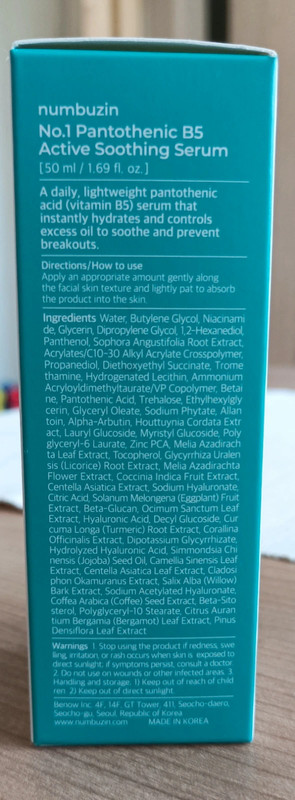 numbuzin
No.1 Pantothenic B5
Active Soothing Serum
[50 ml / 1.69 fl. oz.]
A daily, lightweight pantothenic
acid (vitamin B5) serum that
instantly hydrates and controls
excess oil to soothe and prevent
breakouts.
Directions/How to use
Apply an appropriate amount gently along
the facial skin texture and lightly pat to absorb
the product into the skin.
Ingredients Water, Butylene Glycol, Niacinami
de, Glycerin, Dipropylene Glycol, 1,2-Hexanediol,
Panthenol, Sophora Angustifolia Root Extract,
Acrylates/C10-30 Alkyl Acrylate Crosspolymer,
Propanediol, Diethoxyethyl Succinate, Trome
thamine, Hydrogenated Lecithin, Ammonium
Acryloyldimethyltaurate/VP Copolymer, Betai
ne, Pantothenic Acid, Trehalose, Ethylhexylgly
cerin, Glyceryl Oleate, Sodium Phytate, Allan
toin, Alpha-Arbutin, Houttuynia Cordata Extr
act, Lauryl Glucoside, Myristyl Glucoside, Poly
glyceryl-6 Laurate, Zinc PCA, Melia Azadirach
ta Leaf Extract, Tocopherol, Glycyrrhiza Uralen
sis (Licorice) Root Extract, Melia Azadirachta
Flower Extract, Coccinia Indica Fruit Extract,
Centella Asiatica Extract, Sodium Hyaluronate,
Citric Acid, Solanum Melongena (Eggplant) Fruit
Extract, Beta-Glucan, Ocimum Sanctum Leaf
Extract, Hyaluronic Acid, Decyl Glucoside, Cur
cuma Longa (Turmeric) Root Extract, Corallina
Officinalis Extract, Dipotassium Glycyrrhizate,
Hydrolyzed Hyaluronic Acid, Simmondsia Chi
nensis (Jojoba) Seed Oil, Camellia Sinensis Leaf
Extract, Centella Asiatica Leaf Extract, Cladosi
phon Okamuranus Extract, Salix Alba (Willow)
Bark Extract, Sodium Acetylated Hyaluronate,
Coffea Arabica (Coffee) Seed Extract, Beta-Sito
sterol, Polyglyceryl-10 Stearate, Citrus Auran
tium Bergamia (Bergamot) Leaf Extract, Pinus
Densiflora Leaf Extract
Warnings 1. Stop using the product if redness, swe
lling, irritation, or rash occurs when skin is exposed to
direct sunlight; if symptoms persist, consult a doctor.
2. Do not use on wounds or other infected areas. 3.
Handling and storage. 1) Keep out of reach of child
ren 2) Keep out of direct sunlight.
Benow Inc. 4F, 14F, GT Tower, 411, Seocho-daero,
Seocho-gu, Seoul, Republic of Korea
www.numbuzin.com MADE IN KOREA